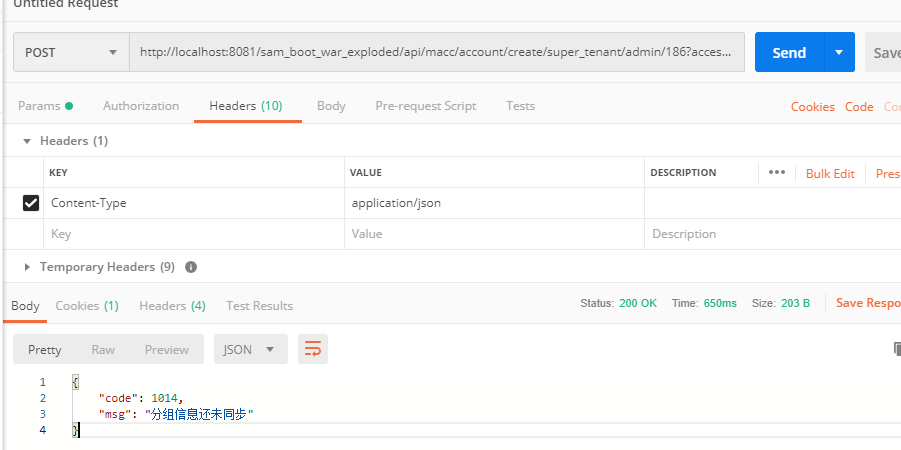 Untitled Request
POST http://localhost:8081/sam_boot_war_exploded/api/macc/account/create/super_tenant/admin/186?acces... Send Save
Params Authorization Headers (10) Body Pre-request Script Tests Cookies Code Co
Headers (1)
KEY VALUE DESCRIPTION ••• Bulk Edit Pres
Content-Type application/json
Key Value Description
Temporary Headers (9)
Body Cookies (1) Headers (4) Test Results Status: 200 OK Time: 650ms Size: 203 B Save Respo
Pretty Raw Preview JSON
1 {
2 "code": 1014,
3 "msg": "分组信息还未同步"
4 }